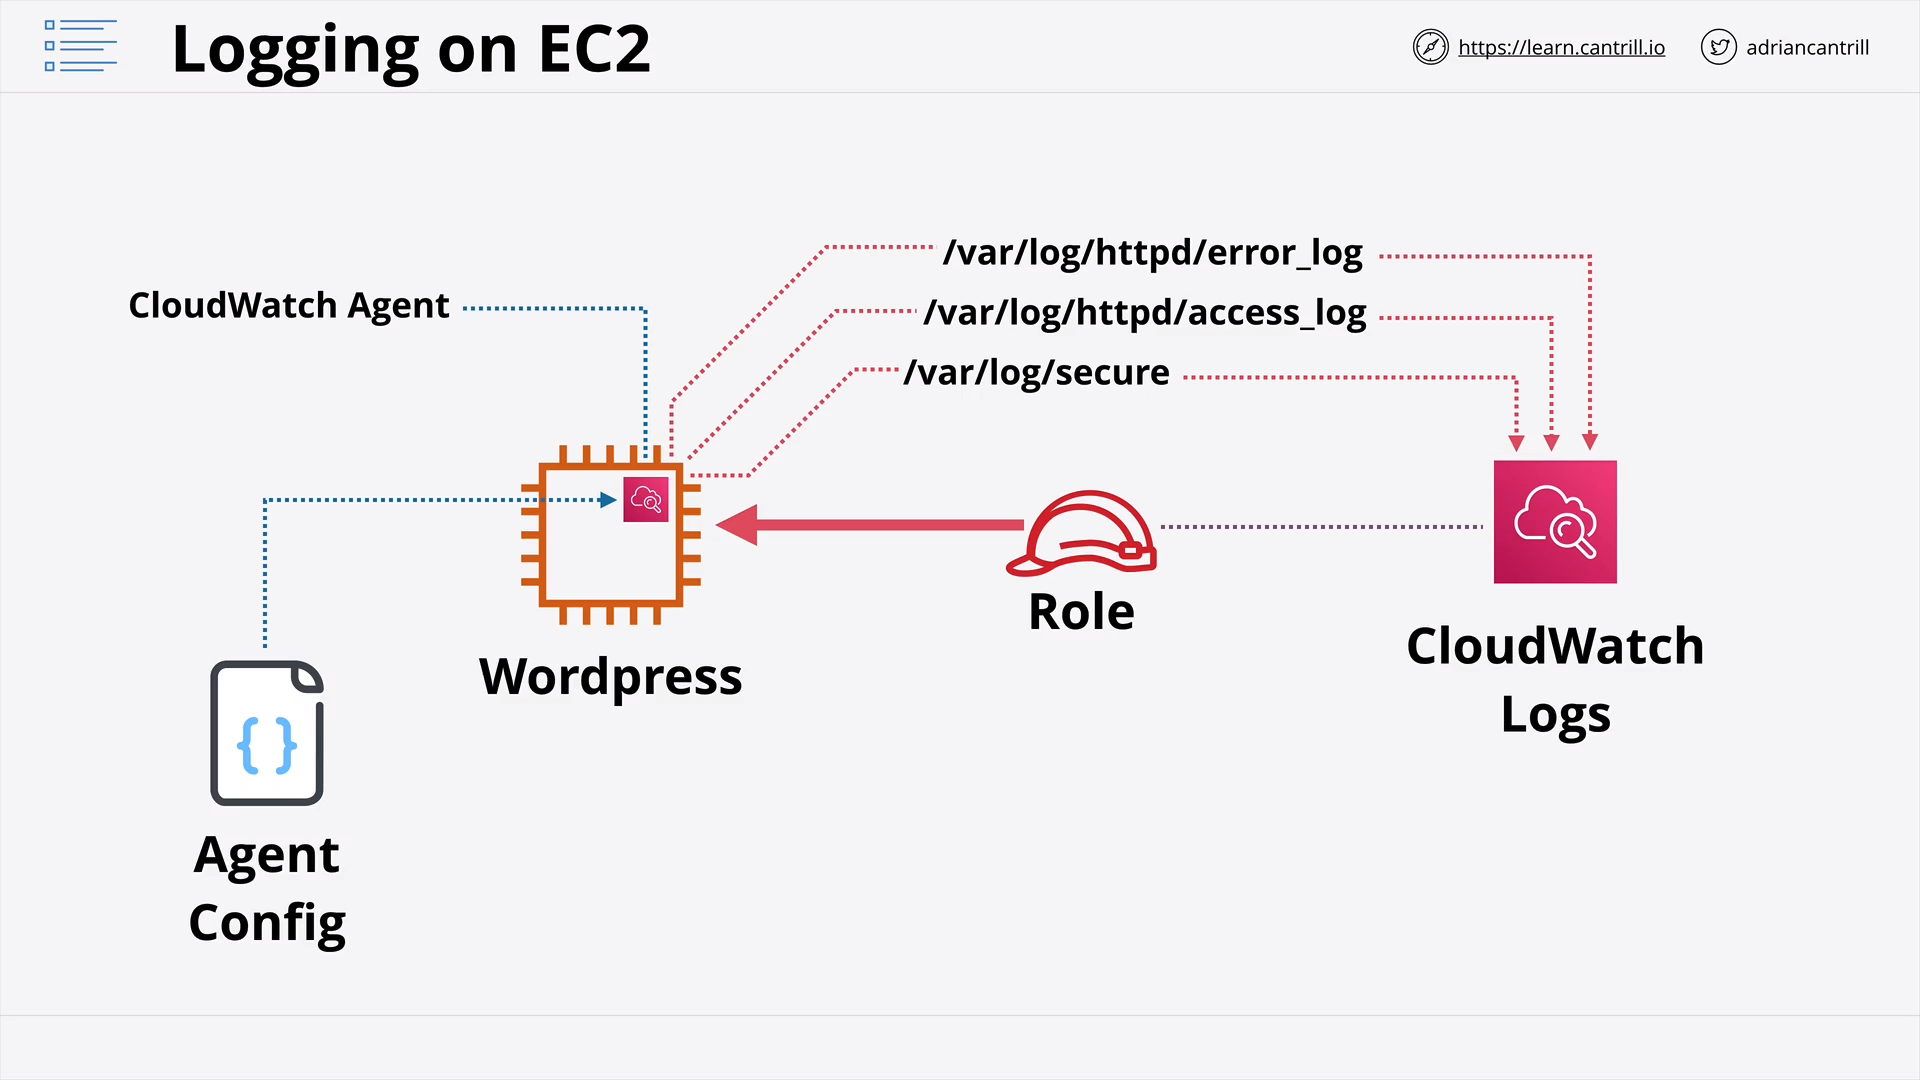 Logging on EC2
https://learn.cantrill.io
adriancantrill
/var/log/httpd/error_log
CloudWatch Agent
/var/log/httpd/access_log
/var/log/secure
Role
Wordpress
CloudWatch
Logs
{}
Agent
Config